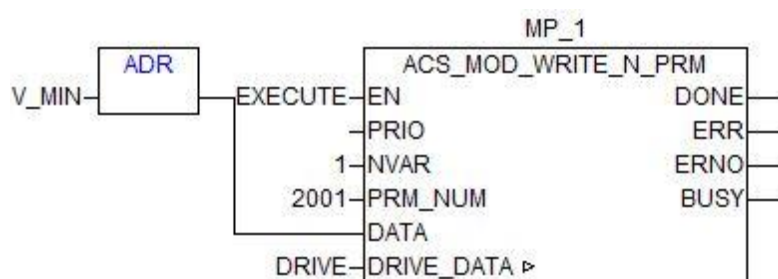 MP_1
ADR
ACS_MOD_WRITE_N_PRM
V_MIN
EXECUTE EN DONE
PRIO ERR
1 NVAR ERNO
2001 PRM_NUM BUSY
DATA
DRIVE DRIVE_DATA